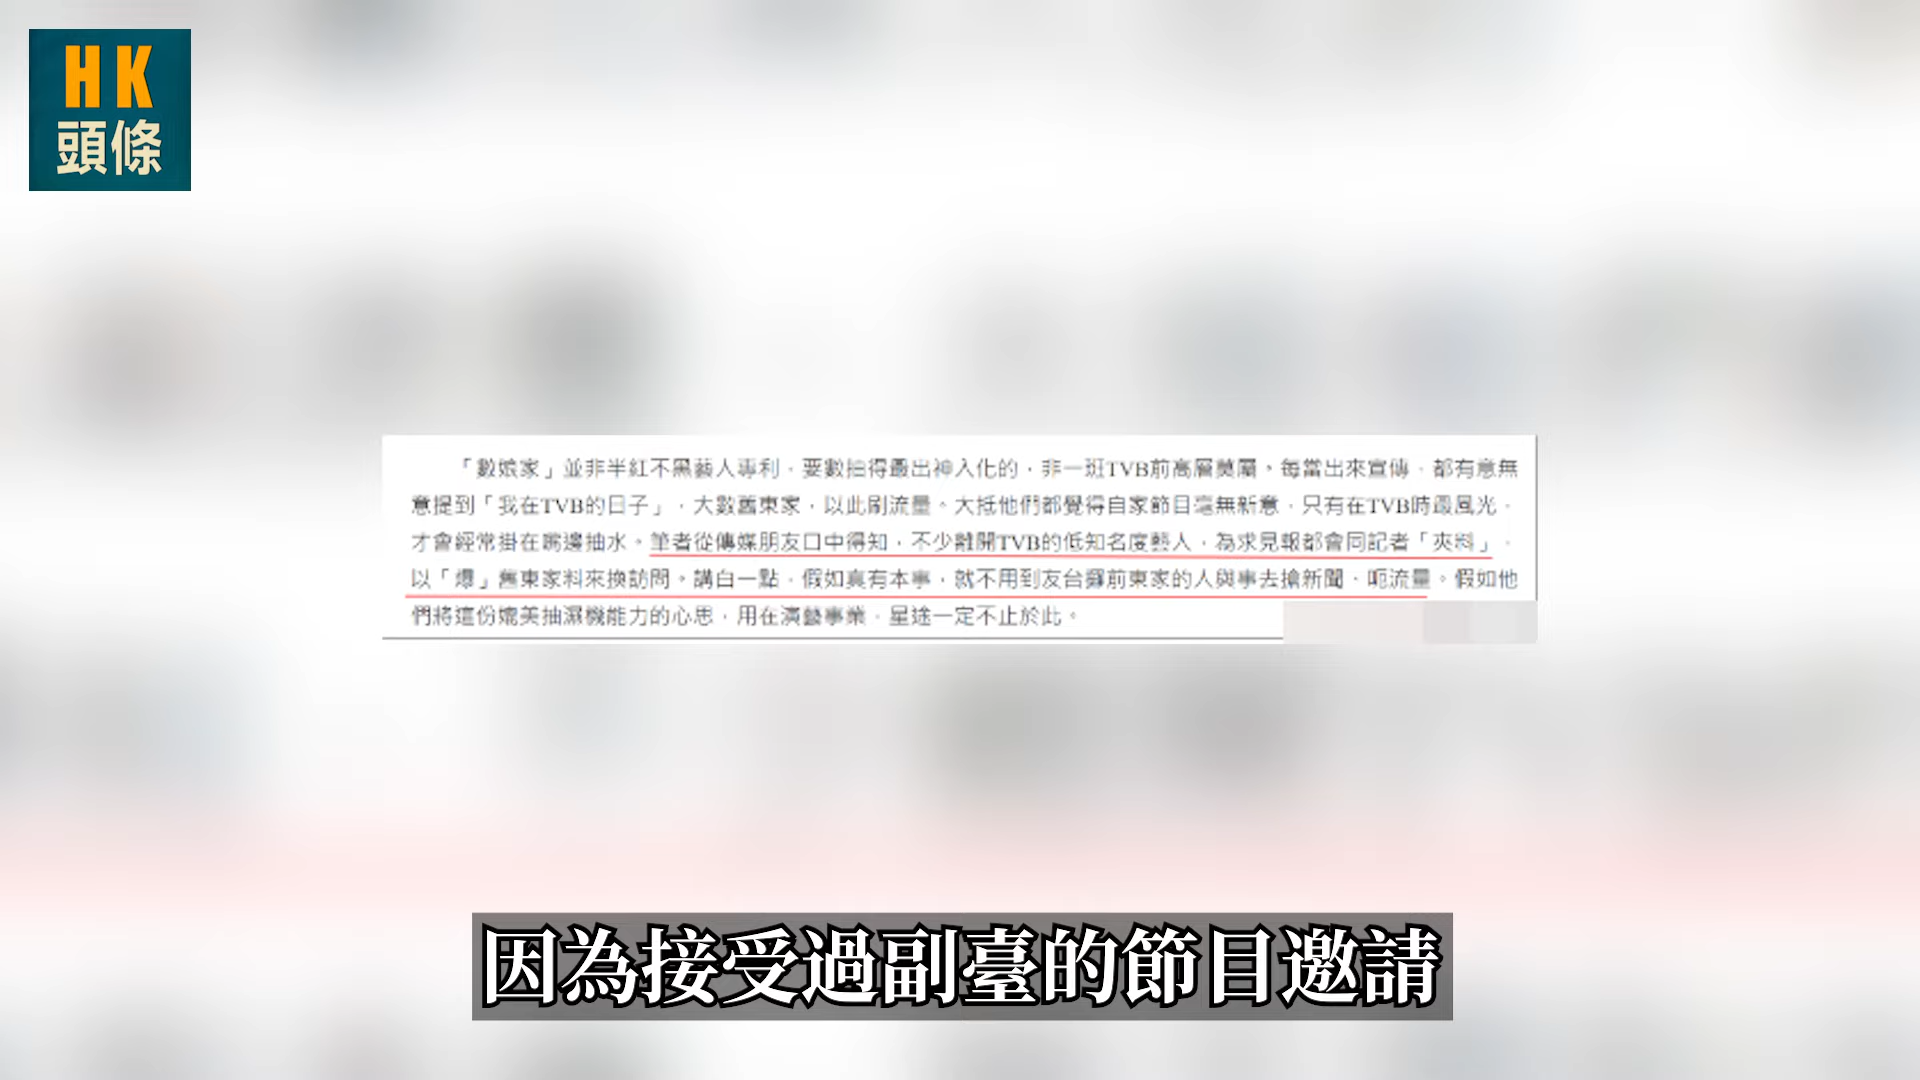 HK
頭條
「數娘家」並非半紅不黑藝人專利，要數抽得最出神入化的，非一班TVB前高層莫屬。每當出來宣傳，都有意無
意提到「我在TVB的日子」，大數舊東家，以此刷流量。大抵他們都覺得自家節目毫無新意，只有在TVB時最風光，
才會經常掛在嘴邊抽水。筆者從傳媒朋友口中得知，不少離開TVB的低知名度藝人，為求見報都會同記者「夾料」，
以「爆」舊東家料來換訪問。講白一點，假如真有本事，就不用到友台攞前東家的人與事去搶新聞、呃流量。假如他
們將這份媲美抽濕機能力的心思，用在演藝事業，星途一定不止於此。
因為接受過副臺的節目邀請